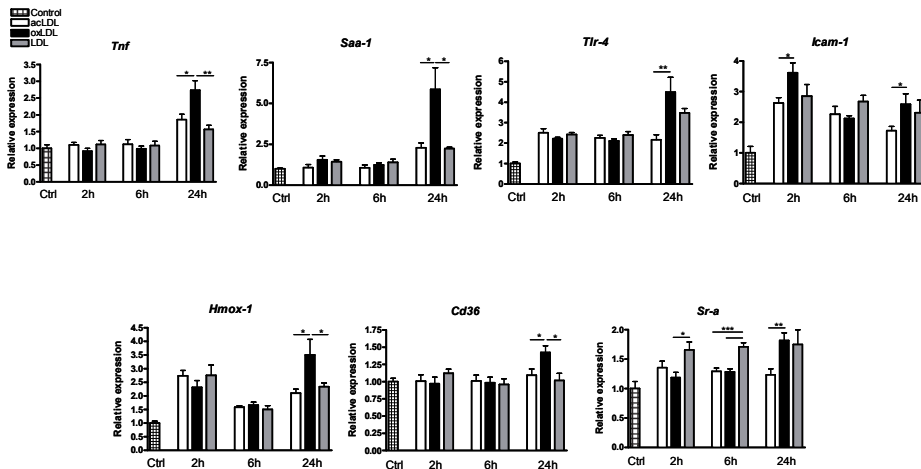 Control
acLDL
oxLDL
LDL
Tnf
Relative expression
3.5
3.0
2.5
2.0
1.5
1.0
0.5
0.0
Ctrl 2h 6h 24h
* **
Saa-1
Relative expression
7.5
5.0
2.5
0.0
Ctrl 2h 6h 24h
* *
Tlr-4
Relative expression
6
5
4
3
2
1
0
Ctrl 2h 6h 24h
**
Icam-1
Relative expression
4
3
2
1
0
Ctrl 2h 6h 24h
* *
Hmox-1
Relative expression
4.5
4.0
3.5
3.0
2.5
2.0
1.5
1.0
0.5
0.0
Ctrl 2h 6h 24h
* *
Cd36
Relative expression
1.75
1.50
1.25
1.00
0.75
0.50
0.25
0.00
Ctrl 2h 6h 24h
* *
Sr-a
Relative expression
2.0
1.5
1.0
0.5
0.0
Ctrl 2h 6h 24h
* *** **